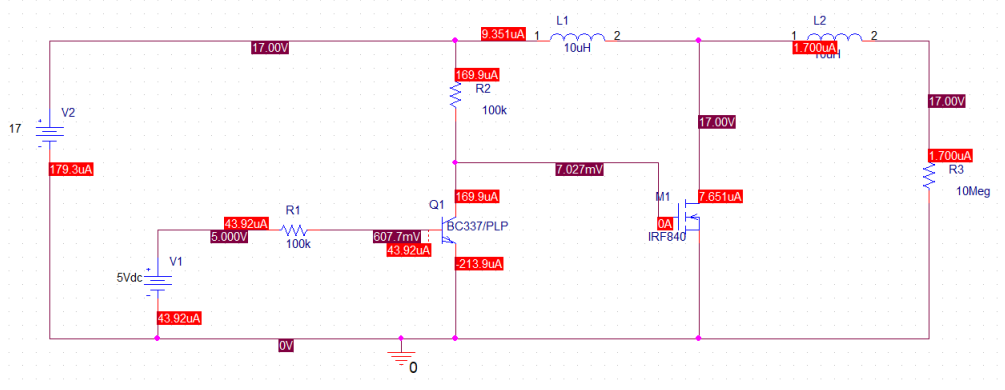 L1
L2
9.351uA
1
2
10uH
1
2
1.700uA
10uH
17.00V
169.9uA
R2
100k
17.00V
17.00V
V2
17
179.3uA
7.027mV
1.700uA
R3
10Meg
169.9uA
Q1
BC337/PLP
M1
7.651uA
0A
IRF840
R1
43.92uA
5.000V
100k
607.7mV
43.92uA
-213.9uA
V1
5Vdc
43.92uA
0V
0